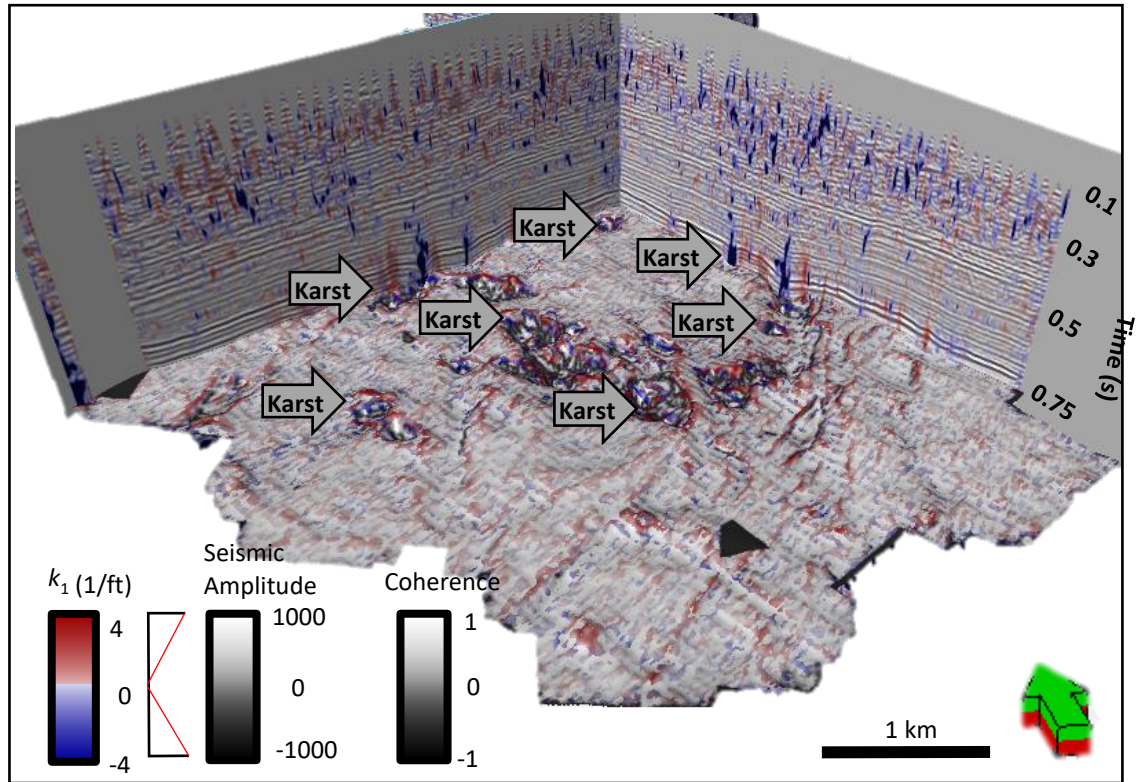 0.1
0.3
0.5
0.75
Time (s)
Karst
Karst
Karst
Karst
Karst
Karst
Karst
k₁ (1/ft)
4
0
-4
Seismic
Amplitude
1000
0
-1000
Coherence
1
0
-1
1 km